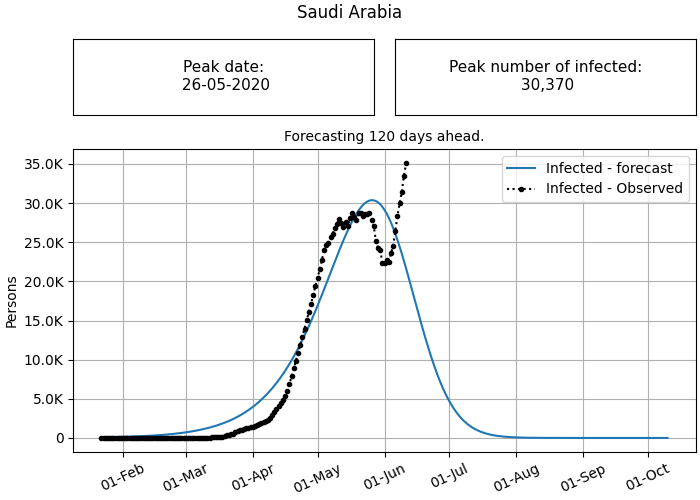 Saudi Arabia
Peak date:
26-05-2020
Peak number of infected:
30,370
Forecasting 120 days ahead.
Infected - forecast
Infected - Observed
35.0K
30.0K
25.0K
20.0K
15.0K
10.0K
5.0K
0
Persons
01-Feb
01-Mar
01-Apr
01-May
01-Jun
01-Jul
01-Aug
01-Sep
01-Oct